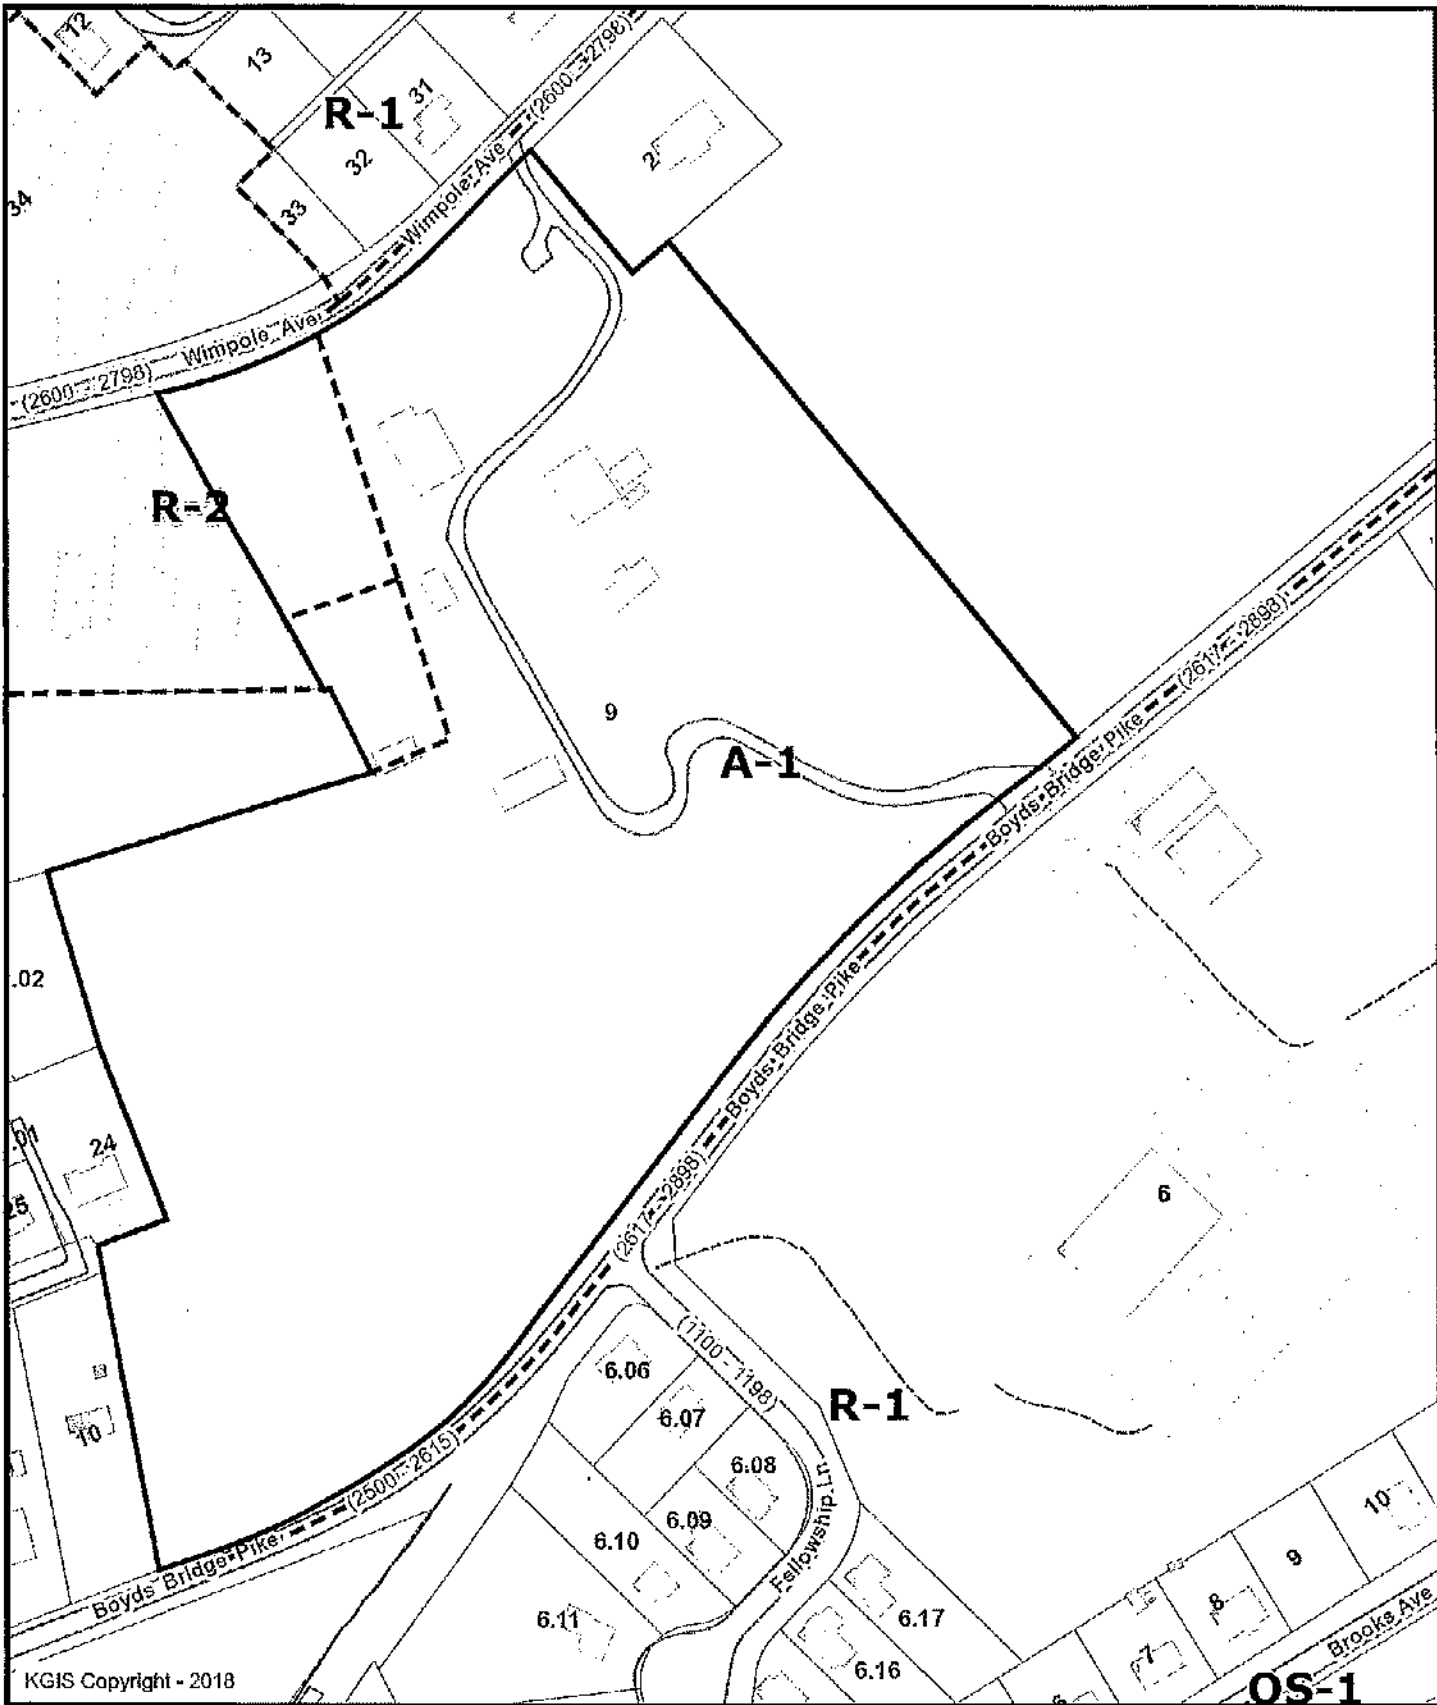 12
13
R-1
31
(2600 - 2798)
2
32
33
34
Wimpole Ave
Wimpole Ave
(2600 - 2798)
R-2
9
A-1
(2617 - 2898)
Boyds Bridge Pike
Boyds Bridge Pike
.02
Boyds Bridge Pike
.01
24
25
6
(2617 - 2898)
(1100 - 1198)
6.06
R-1
6.07
10
6.08
(2500 - 2615)
6.09
10
6.10
Fellowship Ln
9
Boyds Bridge Pike
8
6.11
6.17
7
Brooks Ave
6.16
KGIS Copyright - 2018
OS-1